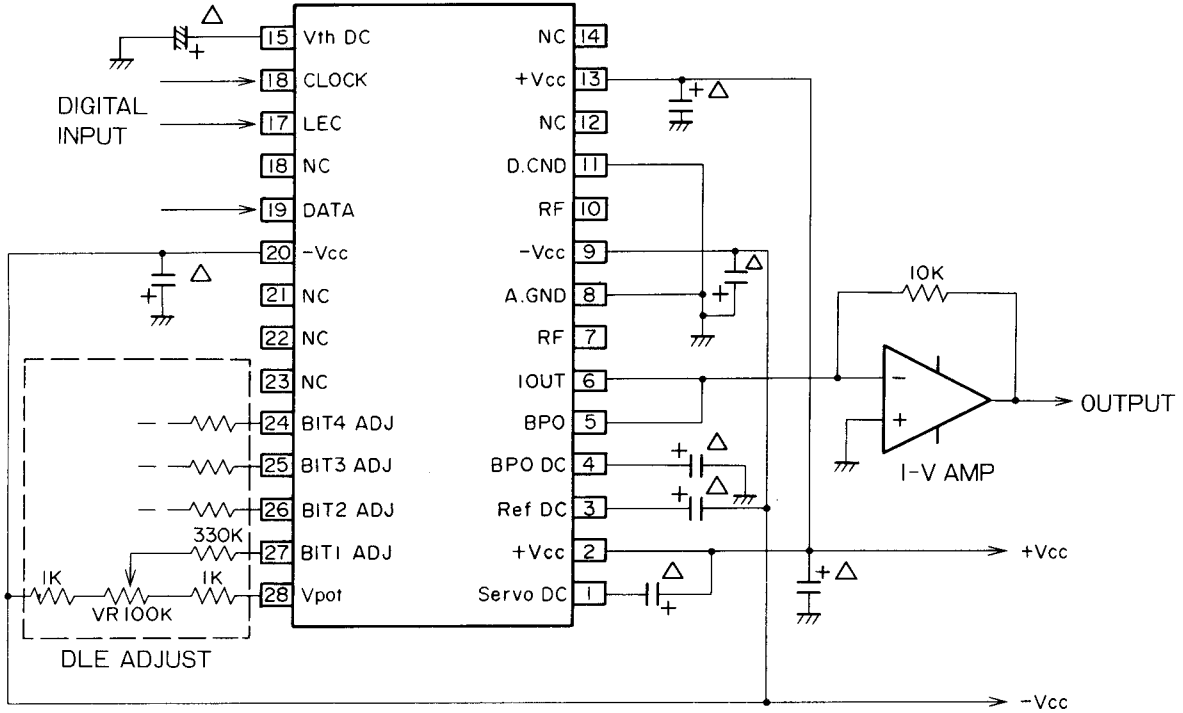 15 Vth DC NC 14
18 CLOCK +Vcc 13
DIGITAL INPUT
17 LEC NC 12
18 NC D.CND 11
19 DATA RF 10
20 -Vcc -Vcc 9
21 NC A.GND 8
22 NC RF 7
23 NC IOUT 6
24 BIT4 ADJ BPO 5
25 BIT3 ADJ BPO DC 4
26 BIT2 ADJ Ref DC 3
330K 27 BIT1 ADJ +Vcc 2
1K VR100K 1K 28 Vpot Servo DC 1
DLE ADJUST
10K
- +
I-V AMP
OUTPUT
+Vcc
-Vcc
+
+
+
+
+
+
+
+